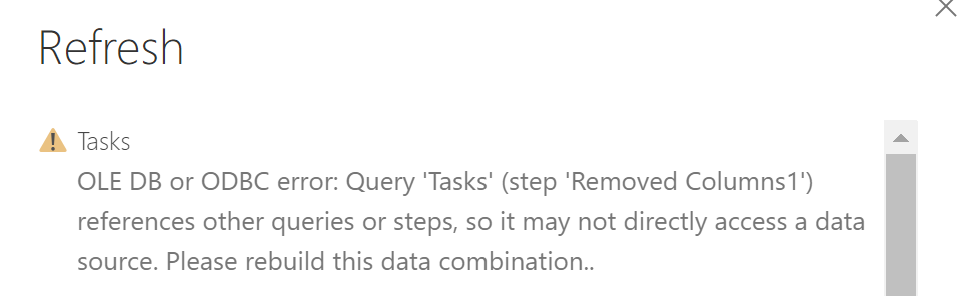 Refresh
Tasks
OLE DB or ODBC error: Query 'Tasks' (step 'Removed Columns1')
references other queries or steps, so it may not directly access a data
source. Please rebuild this data combination..